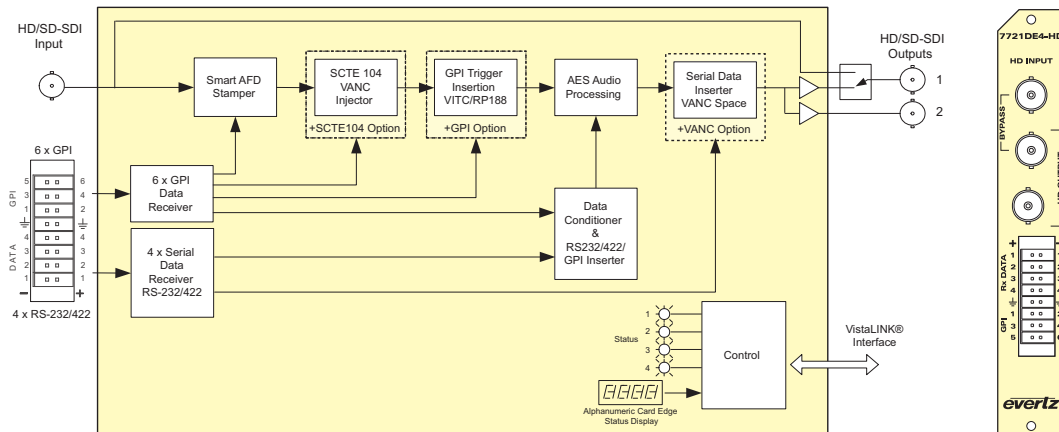 HD/SD-SDI
Input
Smart AFD
Stamper
SCTE 104
VANC
Injector
+SCTE104 Option
GPI Trigger
Insertion
VITC/RP188
+GPI Option
AES Audio
Processing
Serial Data
Inserter
VANC Space
+VANC Option
HD/SD-SDI
Outputs
1
2
6 x GPI
GPI
5 6
3 4
1 2
DATA
4 4
3 3
2 2
1 1
– +
4 x RS-232/422
6 x GPI
Data
Receiver
4 x Serial
Data
Receiver
RS-232/422
Data
Conditioner
&
RS232/422/
GPI Inserter
Status
1
2
3
4
Alphanumeric Card Edge
Status Display
Control
VistaLINK®
Interface
7721DE4-HD
HD INPUT
BYPASS
+
Rx DATA
1
2
3
4
GPI
1
3
5
evertz